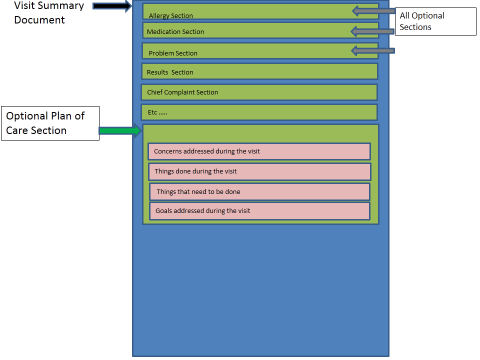 Visit Summary
Document
All Optional
Sections
Allergy Section
Medication Section
Problem Section
Results  Section
Chief Complaint Section
Etc .....
Optional Plan of
Care Section
Concerns addressed during the visit
Things done during the visit
Things that need to be done
Goals addressed during the visit